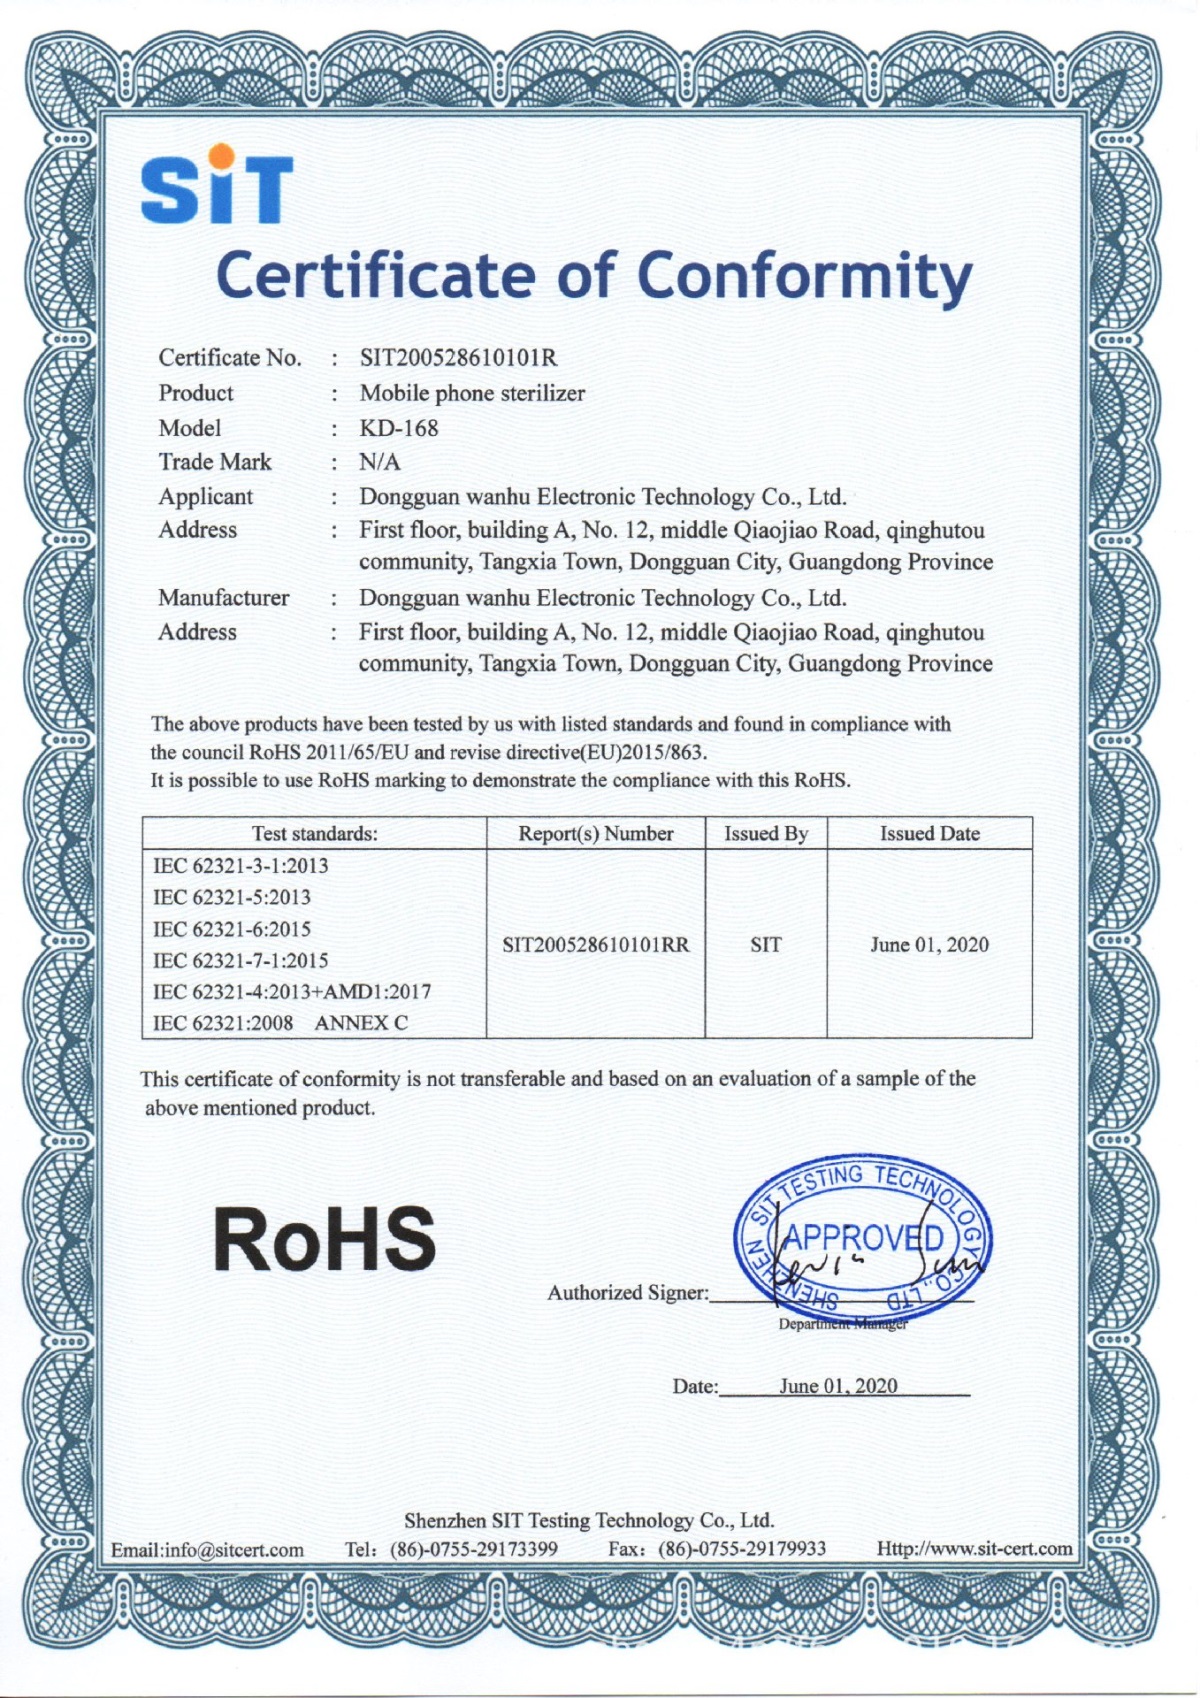 SiT
Certificate of Conformity
Certificate No. : SIT200528610101R
Product : Mobile phone sterilizer
Model : KD-168
Trade Mark : N/A
Applicant : Dongguan wanhu Electronic Technology Co., Ltd.
Address : First floor, building A, No. 12, middle Qiaojiao Road, qinghutou
community, Tangxia Town, Dongguan City, Guangdong Province
Manufacturer : Dongguan wanhu Electronic Technology Co., Ltd.
Address : First floor, building A, No. 12, middle Qiaojiao Road, qinghutou
community, Tangxia Town, Dongguan City, Guangdong Province
The above products have been tested by us with listed standards and found in compliance with
the council RoHS 2011/65/EU and revise directive(EU)2015/863.
It is possible to use RoHS marking to demonstrate the compliance with this RoHS.
Test standards: Report(s) Number Issued By Issued Date
IEC 62321-3-1:2013
IEC 62321-5:2013
IEC 62321-6:2015
SIT200528610101RR SIT June 01, 2020
IEC 62321-7-1:2015
IEC 62321-4:2013+AMD1:2017
IEC 62321:2008 ANNEX C
This certificate of conformity is not transferable and based on an evaluation of a sample of the
above mentioned product.
RoHS
SHENZHEN SIT TESTING TECHNOLOGY CO., LTD
APPROVED
Authorized Signer:
Department Manager
Date: June 01, 2020
Shenzhen SIT Testing Technology Co., Ltd.
Email:info@sitcert.com Tel: (86)-0755-29173399 Fax: (86)-0755-29179933 Http://www.sit-cert.com